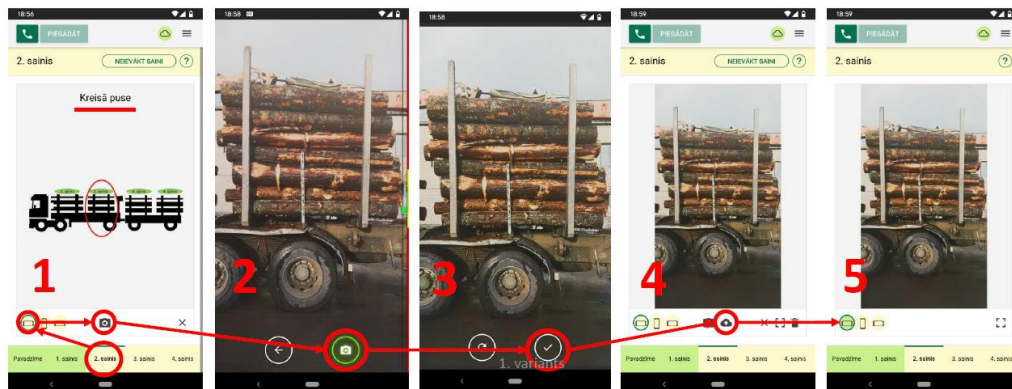 18:56
PIEGĀDĀT
2. sainis
NEIEVĀKT SAINI
?
Kreisā puse
1
Pavadzīme
1. sainis
2. sainis
3. sainis
4. sainis
18:58
2
18:58
3
1. variants
18:59
PIEGĀDĀT
2. sainis
NEIEVĀKT SAINI
?
4
Pavadzīme
1. sainis
2. sainis
3. sainis
4. sainis
18:59
PIEGĀDĀT
2. sainis
?
5
Pavadzīme
1. sainis
2. sainis
3. sainis
4. sainis